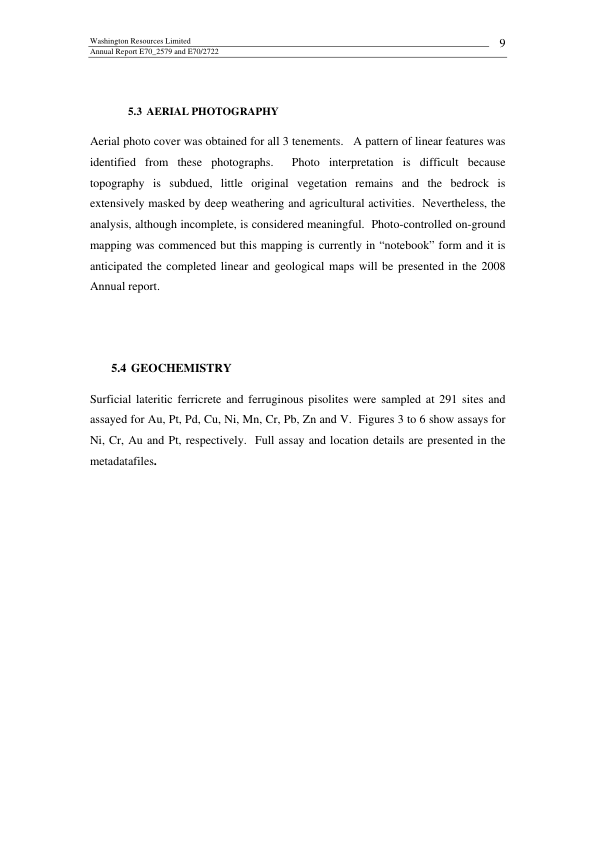 Washington Resources Limited
9
Annual Report E70_2579 and E70/2722
5.3 AERIAL PHOTOGRAPHY
Aerial photo cover was obtained for all 3 tenements.   A pattern of linear features was
identified from these photographs.   Photo interpretation is difficult because
topography is subdued, little original vegetation remains and the bedrock is
extensively masked by deep weathering and agricultural activities.  Nevertheless, the
analysis, although incomplete, is considered meaningful.  Photo-controlled on-ground
mapping was commenced but this mapping is currently in “notebook” form and it is
anticipated the completed linear and geological maps will be presented in the 2008
Annual report.
5.4 GEOCHEMISTRY
Surficial lateritic ferricrete and ferruginous pisolites were sampled at 291 sites and
assayed for Au, Pt, Pd, Cu, Ni, Mn, Cr, Pb, Zn and V.  Figures 3 to 6 show assays for
Ni, Cr, Au and Pt, respectively.  Full assay and location details are presented in the
metadatafiles.